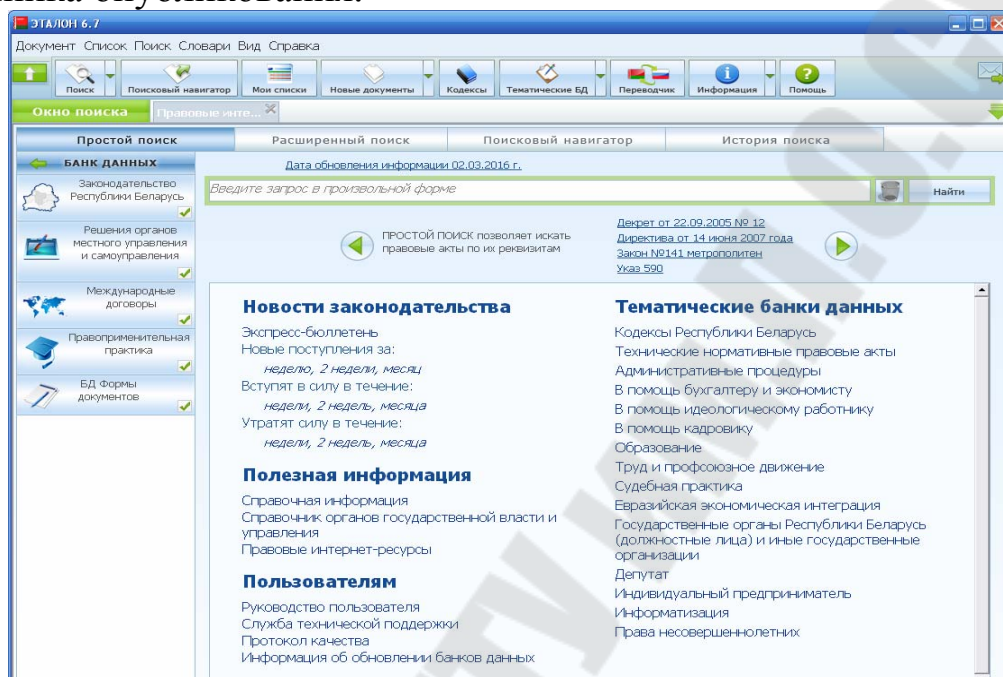 опубликования.
ЭТАЛОН 6.7
Документ Список Поиск Словари Вид Справка
Поиск Поисковый навигатор Мои списки Новые документы Кодексы Тематические БД Переводчик Информация Помощь
Окно поиска Правовые инте...
Простой поиск Расширенный поиск Поисковый навигатор История поиска
БАНК ДАННЫХ
Законодательство
Республики Беларусь
Решения органов
местного управления
и самоуправления
Международные
договоры
Правоприменительная
практика
БД Формы
документов
Дата обновления информации 02.03.2016 г.
Введите запрос в произвольной форме
Найти
ПРОСТОЙ ПОИСК позволяет искать
правовые акты по их реквизитам
Декрет от 22.09.2005 № 12
Директива от 14 июня 2007 года
Закон №141 метрополитен
Указ 590
Новости законодательства
Экспресс-бюллетень
Новые поступления за:
неделю, 2 недели, месяц
Вступят в силу в течение:
недели, 2 недель, месяца
Утратят силу в течение:
недели, 2 недель, месяца
Полезная информация
Справочная информация
Справочник органов государственной власти и
управления
Правовые интернет-ресурсы
Пользователям
Руководство пользователя
Служба технической поддержки
Протокол качества
Информация об обновлении банков данных
Тематические банки данных
Кодексы Республики Беларусь
Технические нормативные правовые акты
Административные процедуры
В помощь бухгалтеру и экономисту
В помощь идеологическому работнику
В помощь кадровику
Образование
Труд и профсоюзное движение
Судебная практика
Евразийская экономическая интеграция
Государственные органы Республики Беларусь
(должностные лица) и иные государственные
организации
Депутат
Индивидуальный предприниматель
Информатизация
Права несовершеннолетних